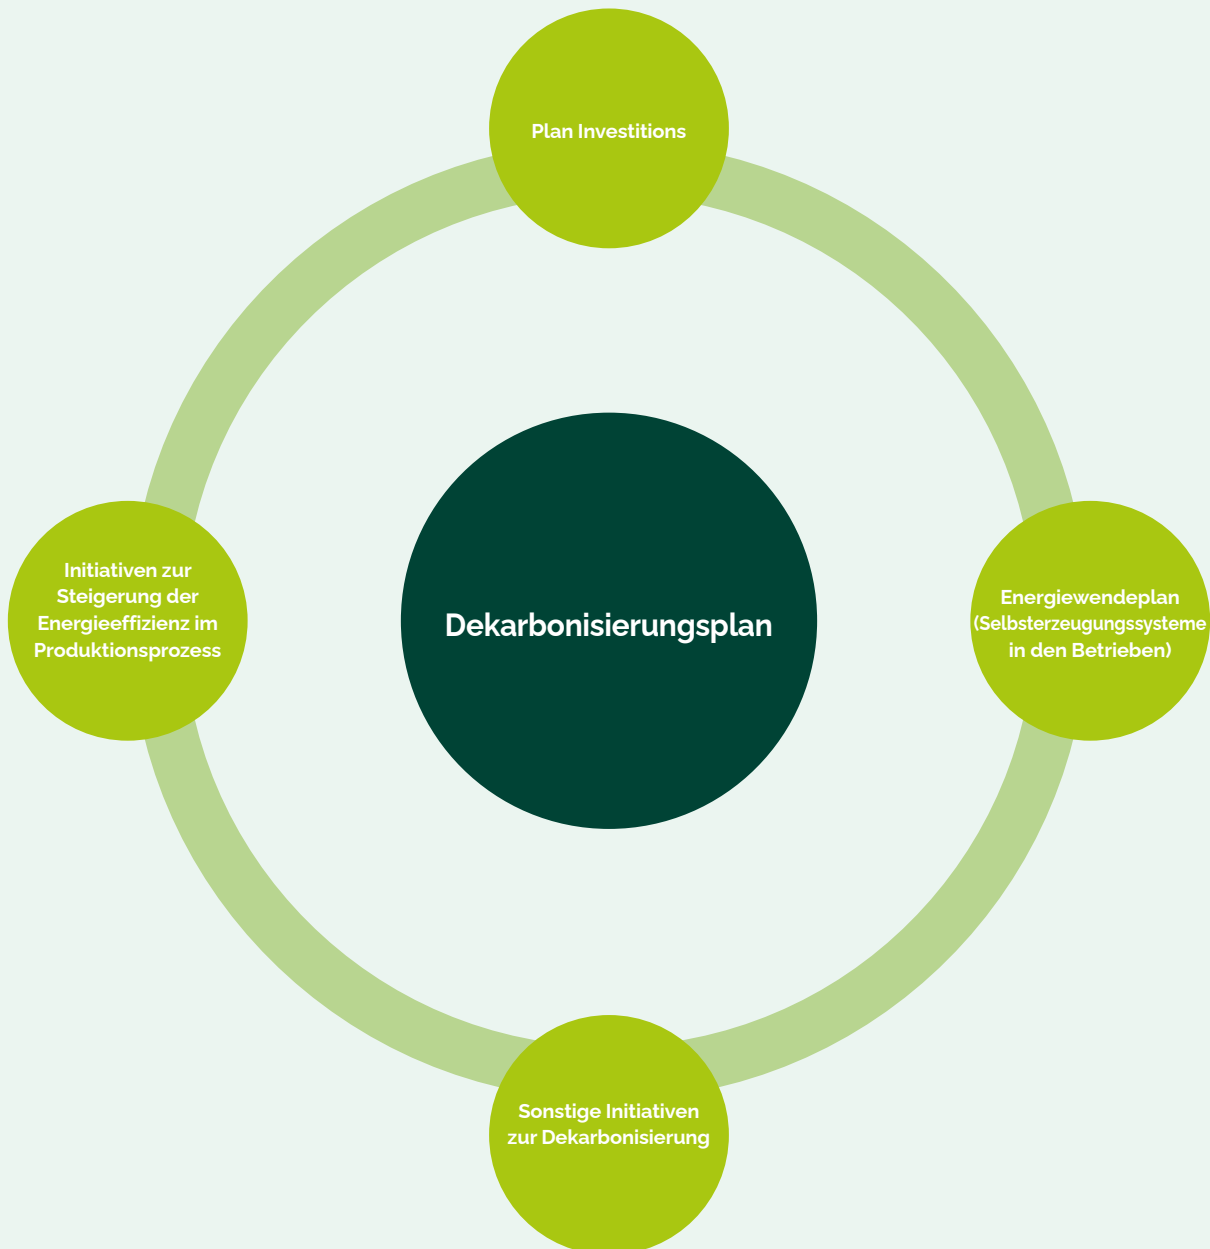 Plan Investitions
Initiativen zur
Steigerung der
Energieeffizienz im
Produktionsprozess
Dekarbonisierungsplan
Energiewendeplan
(Selbsterzeugungssysteme
in den Betrieben)
Sonstige Initiativen
zur Dekarbonisierung